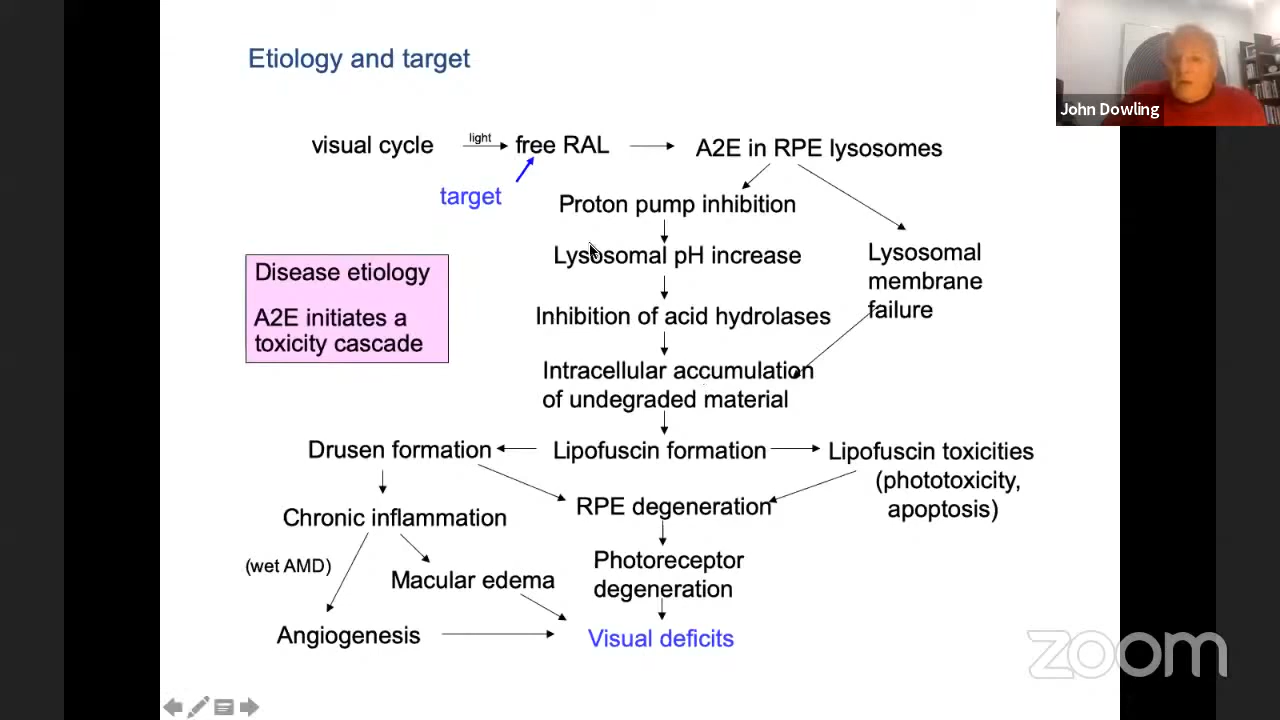 Etiology and target
John Dowling
visual cycle
light
free RAL
A2E in RPE lysosomes
target
Proton pump inhibition
Lysosomal pH increase
Lysosomal
membrane
failure
Disease etiology
A2E initiates a
toxicity cascade
Inhibition of acid hydrolases
Intracellular accumulation
of undegraded material
Drusen formation
Lipofuscin formation
Lipofuscin toxicities
(phototoxicity,
apoptosis)
RPE degeneration
Chronic inflammation
(wet AMD)
Macular edema
Photoreceptor
degeneration
Angiogenesis
Visual deficits
zoom